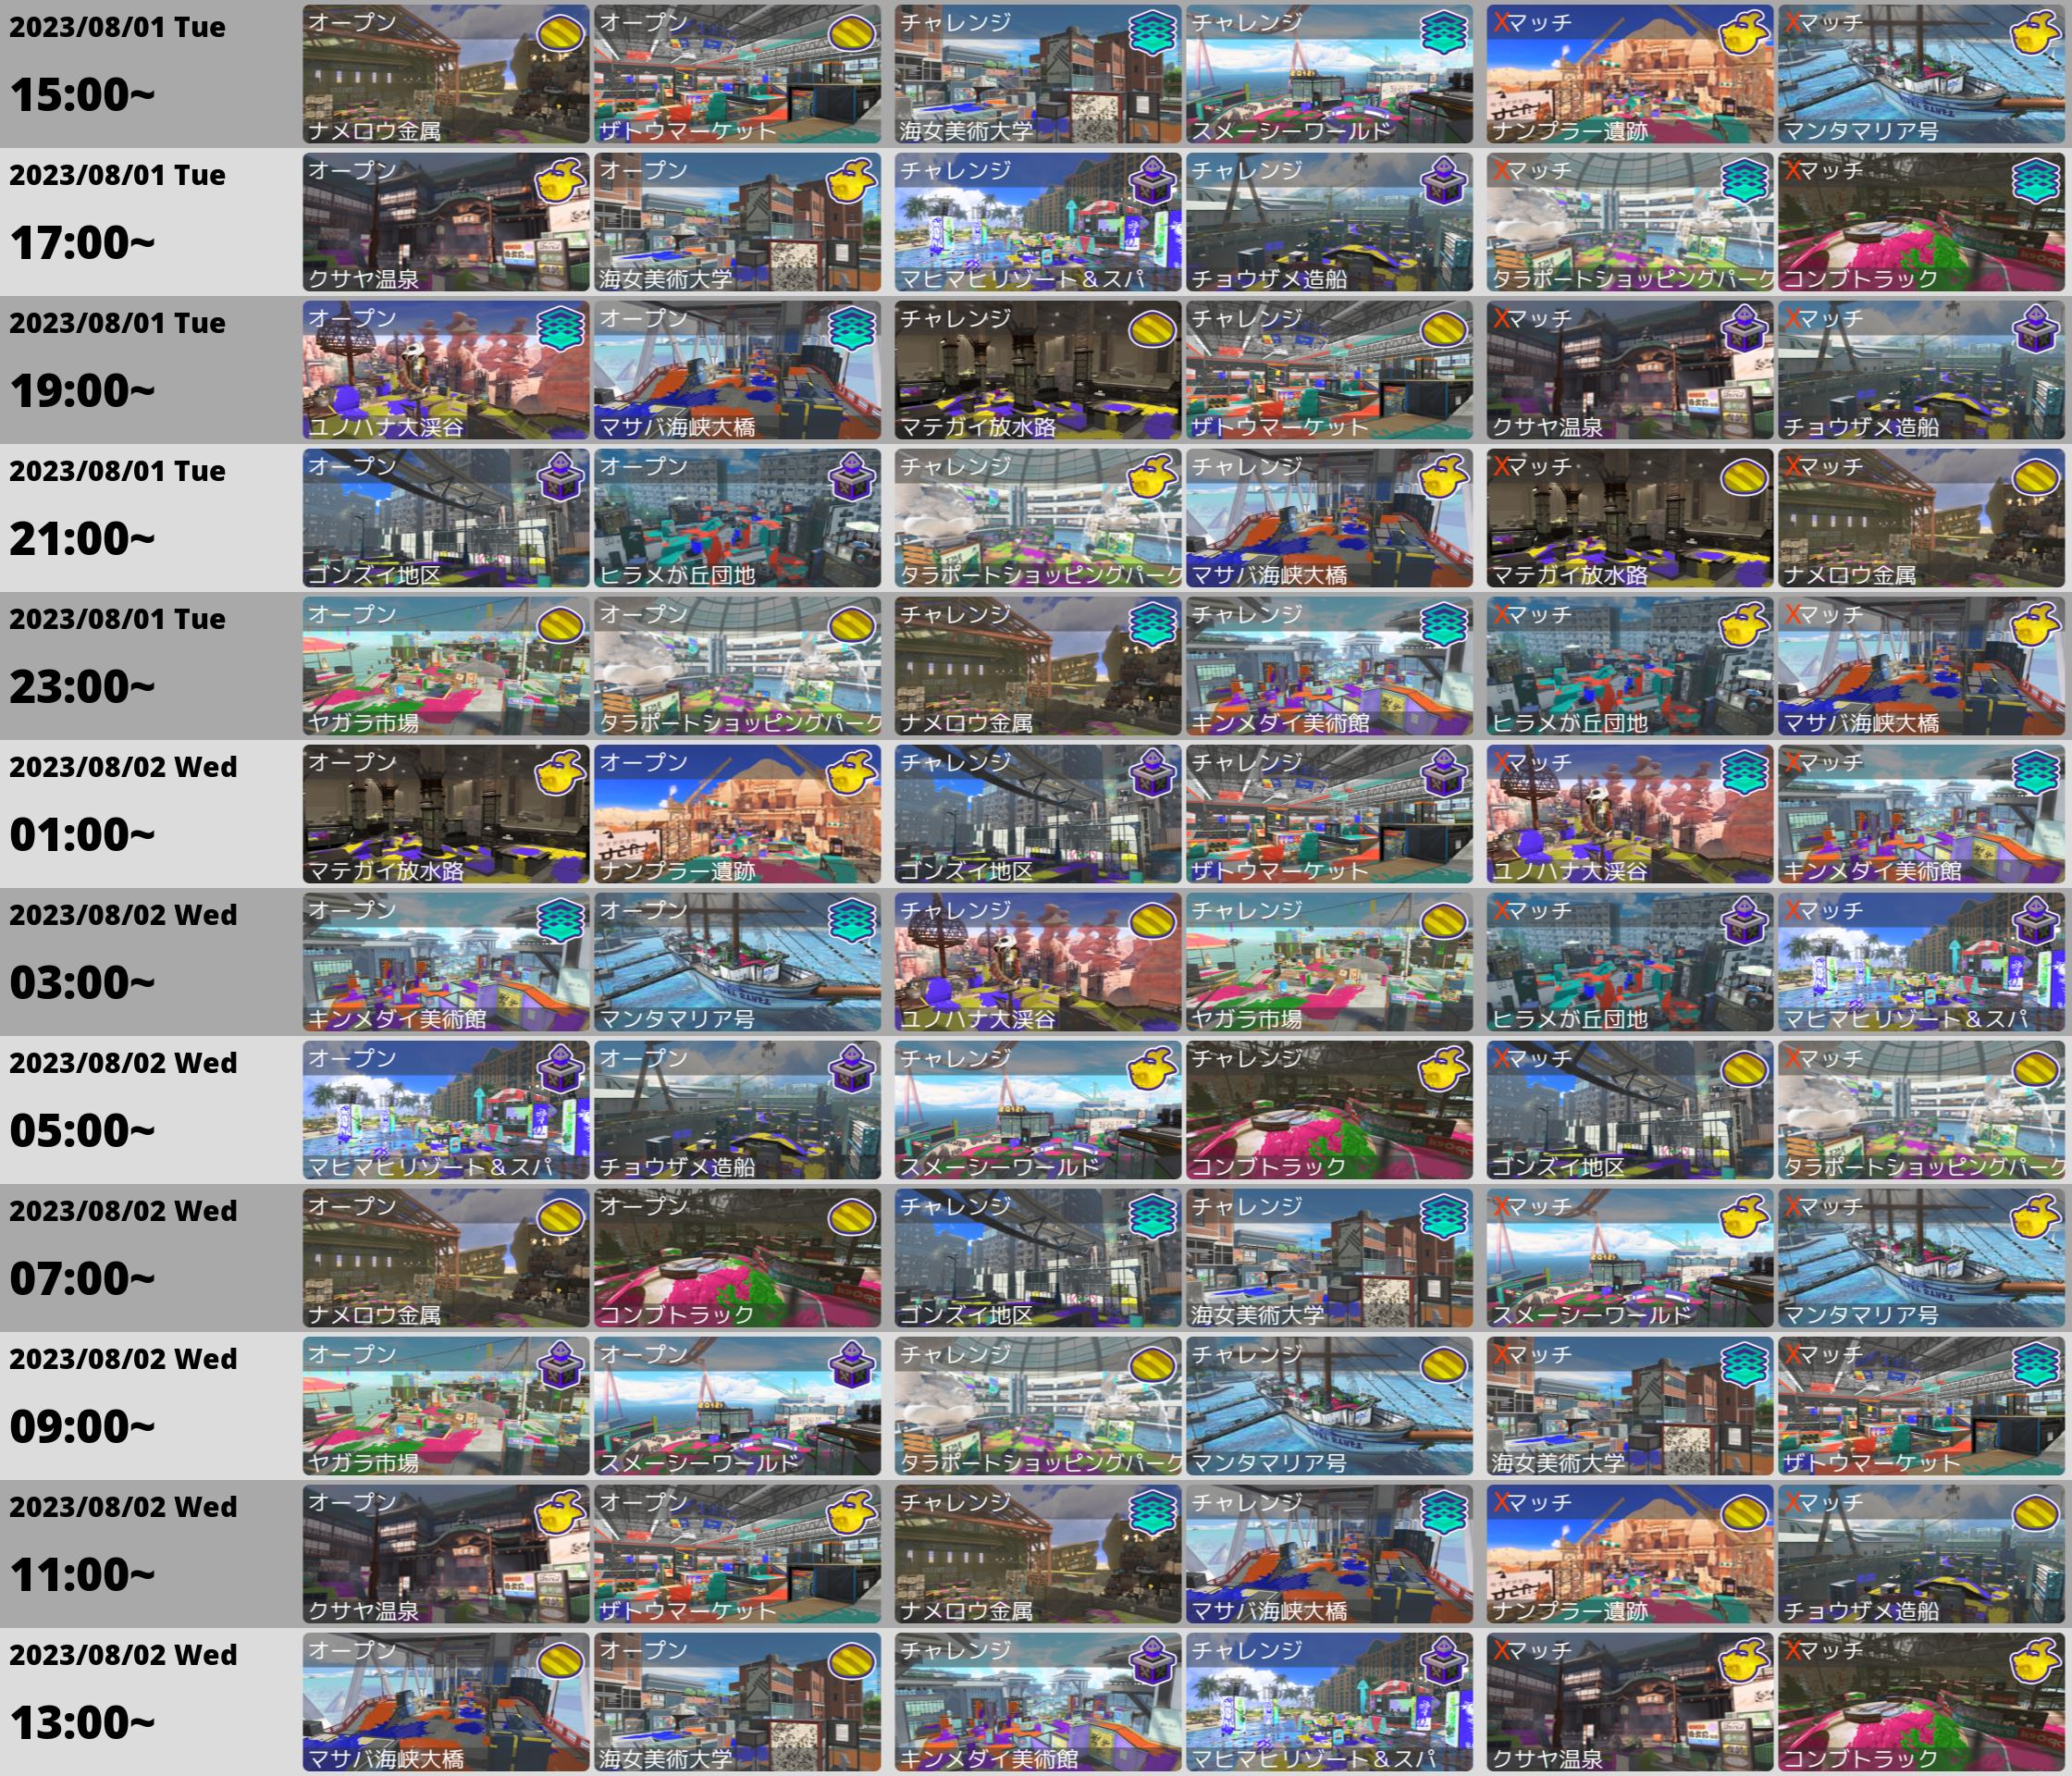 2023/08/01 Tue
15:00~
オープン オープン チャレンジ チャレンジ Xマッチ Xマッチ
ナメロウ金属 ザトウマーケット 海女美術大学 スメーシーワールド ナンプラー遺跡 マンタマリア号
2023/08/01 Tue
17:00~
オープン オープン チャレンジ チャレンジ Xマッチ Xマッチ
クサヤ温泉 海女美術大学 マヒマヒリゾート&スパ チョウザメ造船 タラポートショッピングパーク コンブトラック
2023/08/01 Tue
19:00~
オープン オープン チャレンジ チャレンジ Xマッチ Xマッチ
ユノハナ大渓谷 マサバ海峡大橋 マテガイ放水路 ザトウマーケット クサヤ温泉 チョウザメ造船
2023/08/01 Tue
21:00~
オープン オープン チャレンジ チャレンジ Xマッチ Xマッチ
ゴンズイ地区 ヒラメが丘団地 タラポートショッピングパーク マサバ海峡大橋 マテガイ放水路 ナメロウ金属
2023/08/01 Tue
23:00~
オープン オープン チャレンジ チャレンジ Xマッチ Xマッチ
ヤガラ市場 タラポートショッピングパーク ナメロウ金属 キンメダイ美術館 ヒラメが丘団地 マサバ海峡大橋
2023/08/02 Wed
01:00~
オープン オープン チャレンジ チャレンジ Xマッチ Xマッチ
マテガイ放水路 ナンプラー遺跡 ゴンズイ地区 ザトウマーケット ユノハナ大渓谷 キンメダイ美術館
2023/08/02 Wed
03:00~
オープン オープン チャレンジ チャレンジ Xマッチ Xマッチ
キンメダイ美術館 マンタマリア号 ユノハナ大渓谷 ヤガラ市場 ヒラメが丘団地 マヒマヒリゾート&スパ
2023/08/02 Wed
05:00~
オープン オープン チャレンジ チャレンジ Xマッチ Xマッチ
マヒマヒリゾート&スパ チョウザメ造船 スメーシーワールド コンブトラック ゴンズイ地区 タラポートショッピングパーク
2023/08/02 Wed
07:00~
オープン オープン チャレンジ チャレンジ Xマッチ Xマッチ
ナメロウ金属 コンブトラック ゴンズイ地区 海女美術大学 スメーシーワールド マンタマリア号
2023/08/02 Wed
09:00~
オープン オープン チャレンジ チャレンジ Xマッチ Xマッチ
ヤガラ市場 スメーシーワールド タラポートショッピングパーク マンタマリア号 海女美術大学 ザトウマーケット
2023/08/02 Wed
11:00~
オープン オープン チャレンジ チャレンジ Xマッチ Xマッチ
クサヤ温泉 ザトウマーケット ナメロウ金属 マサバ海峡大橋 ナンプラー遺跡 チョウザメ造船
2023/08/02 Wed
13:00~
オープン オープン チャレンジ チャレンジ Xマッチ Xマッチ
マサバ海峡大橋 海女美術大学 キンメダイ美術館 マヒマヒリゾート&スパ クサヤ温泉 コンブトラック